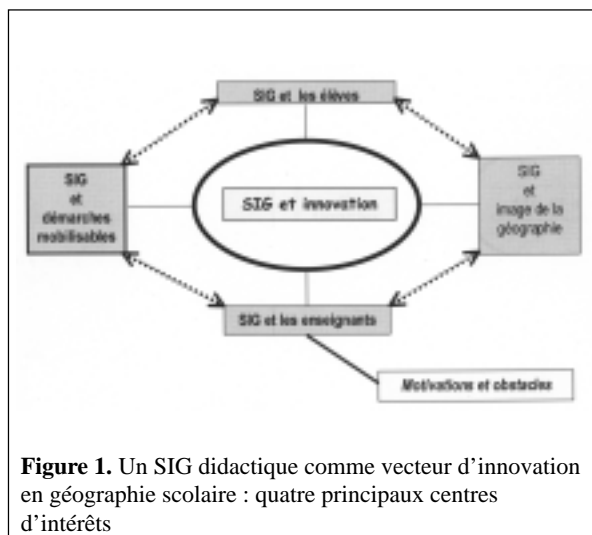 SIG et les élèves
SIG
et
démarches
mobilisables
SIG et innovation
SIG
et
image de la
géographie
SIG et les enseignants
Motivations et obstacles
Figure 1. Un SIG didactique comme vecteur d’innovation
en géographie scolaire : quatre principaux centres
d’intérêts